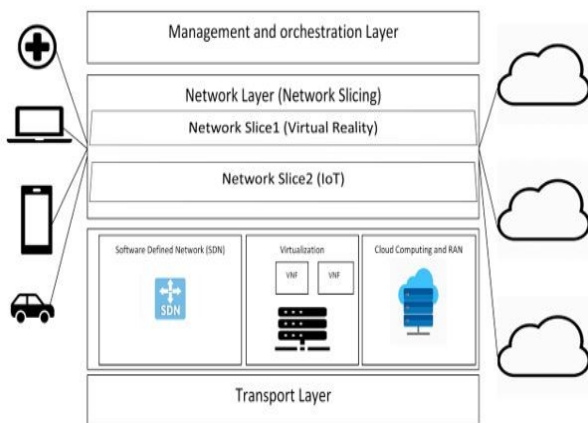 Management and orchestration Layer
Network Layer (Network Slicing)
Network Slice1 (Virtual Reality)
Network Slice2 (IoT)
Software Defined Network (SDN)
Virtualization
Cloud Computing and RAN
VNF
VNF
SDN
Transport Layer